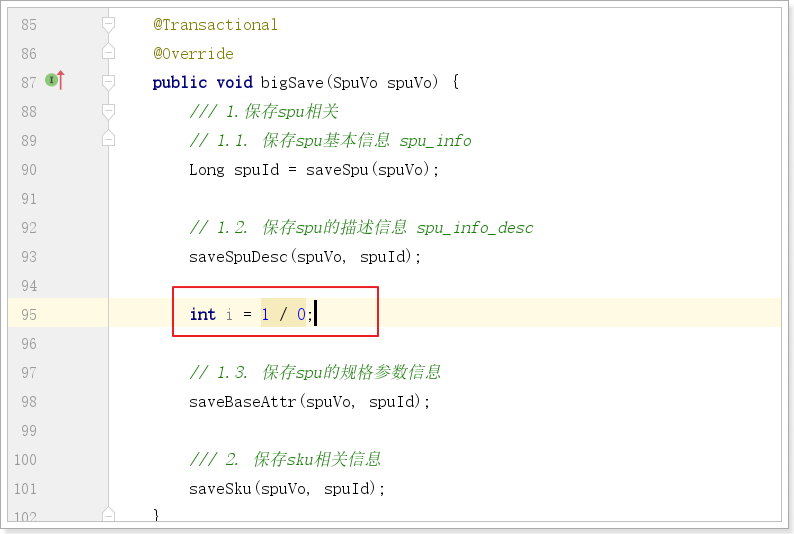 85 @Transactional
86 @Override
87 public void bigSave(SpuVo spuVo) {
88 /// 1.保存spu相关
89 // 1.1. 保存spu基本信息 spu_info
90 Long spuId = saveSpu(spuVo);
91
92 // 1.2. 保存spu的描述信息 spu_info_desc
93 saveSpuDesc(spuVo, spuId);
94
95 int i = 1 / 0;
96
97 // 1.3. 保存spu的规格参数信息
98 saveBaseAttr(spuVo, spuId);
99
100 /// 2. 保存sku相关信息
101 saveSku(spuVo, spuId);
102 }